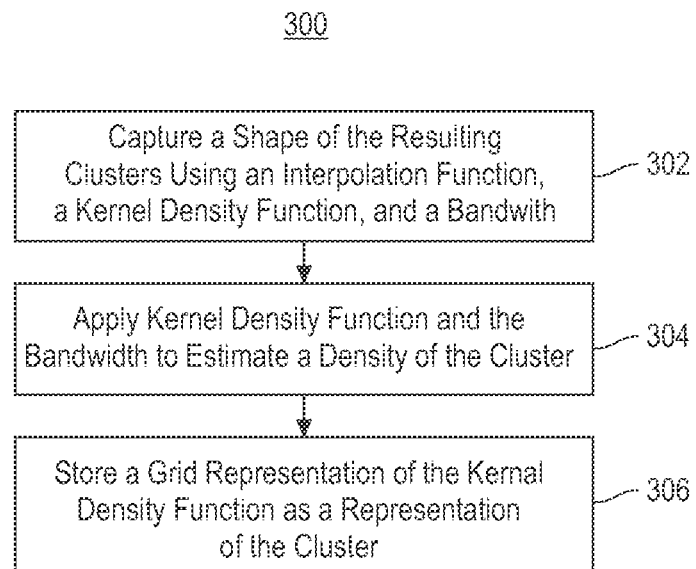 300
Capture a Shape of the Resulting
Clusters Using an Interpolation Function,
a Kernel Density Function, and a Bandwith
302
Apply Kernel Density Function and the
Bandwidth to Estimate a Density of the Cluster
304
Store a Grid Representation of the Kernal
Density Function as a Representation
of the Cluster
306